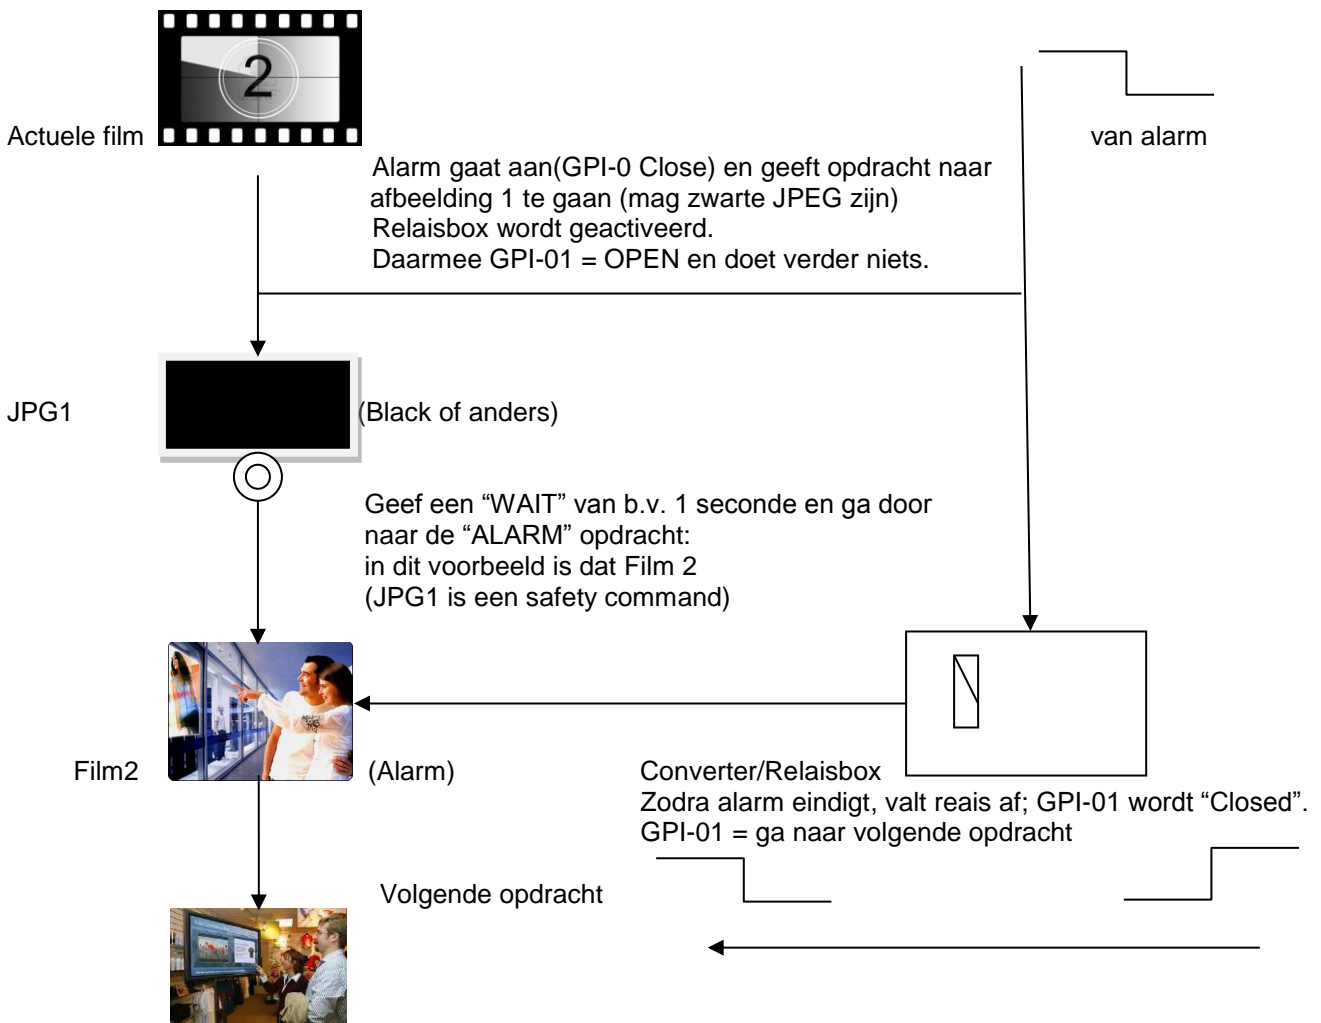 2
Actuele film
van alarm
Alarm gaat aan(GPI-0 Close) en geeft opdracht naar
afbeelding 1 te gaan (mag zwarte JPEG zijn)
Relaisbox wordt geactiveerd.
Daarmee GPI-01 = OPEN en doet verder niets.
JPG1
(Black of anders)
Geef een “WAIT” van b.v. 1 seconde en ga door
naar de “ALARM” opdracht:
in dit voorbeeld is dat Film 2
(JPG1 is een safety command)
Film2
(Alarm)
Converter/Relaisbox
Zodra alarm eindigt, valt reais af; GPI-01 wordt “Closed”.
GPI-01 = ga naar volgende opdracht
Volgende opdracht